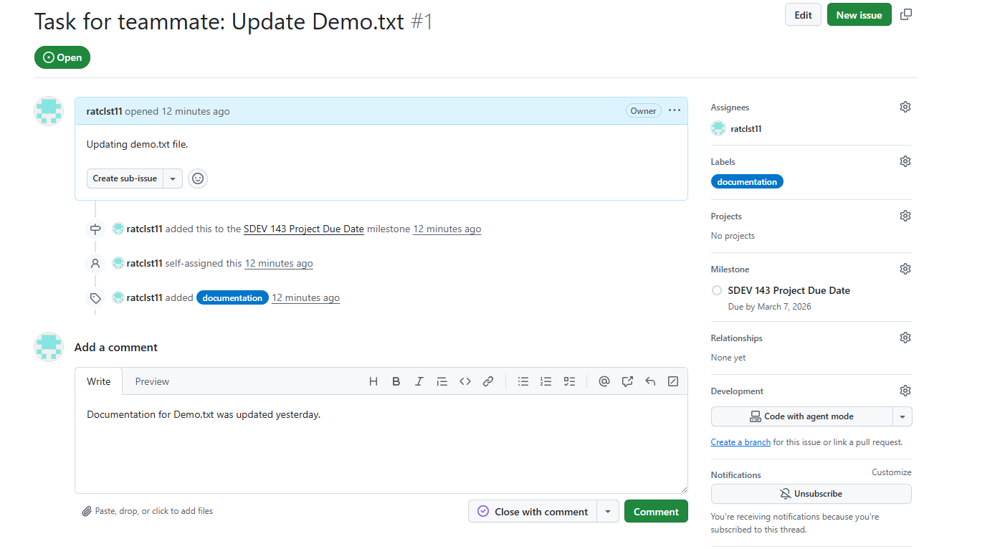 Task for teammate: Update Demo.txt #1
Edit
New issue
Open
ratclst11 opened 12 minutes ago
Owner
Updating demo.txt file.
Create sub-issue
ratclst11 added this to the SDEV 143 Project Due Date milestone 12 minutes ago
ratclst11 self-assigned this 12 minutes ago
ratclst11 added documentation 12 minutes ago
Add a comment
Write
Preview
Documentation for Demo.txt was updated yesterday.
Paste, drop, or click to add files
Close with comment
Comment
Assignees
ratclst11
Labels
documentation
Projects
No projects
Milestone
SDEV 143 Project Due Date
Due by March 7, 2026
Relationships
None yet
Development
Code with agent mode
Create a branch for this issue or link a pull request.
Notifications
Customize
Unsubscribe
You're receiving notifications because you're
subscribed to this thread.